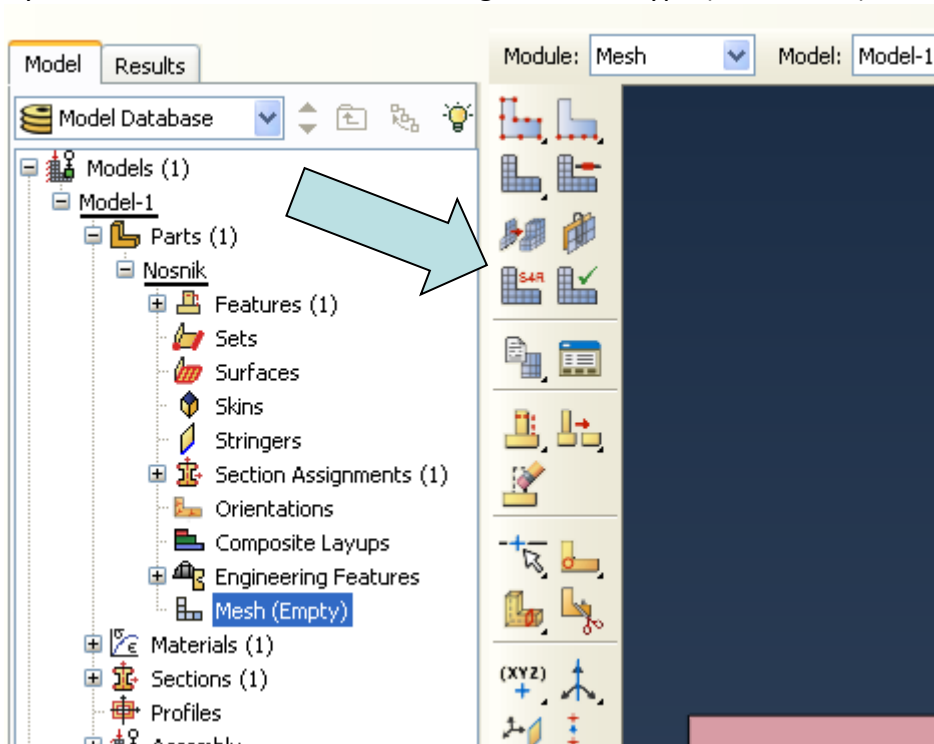 Model Results
Module: Mesh Model: Model-1
Model Database
Models (1)
Model-1
Parts (1)
Nosnik
S4R
Features (1)
Sets
Surfaces
Skins
Stringers
Section Assignments (1)
Orientations
Composite Layups
Engineering Features
Mesh (Empty)
Materials (1)
Sections (1)
(XYZ)
Profiles